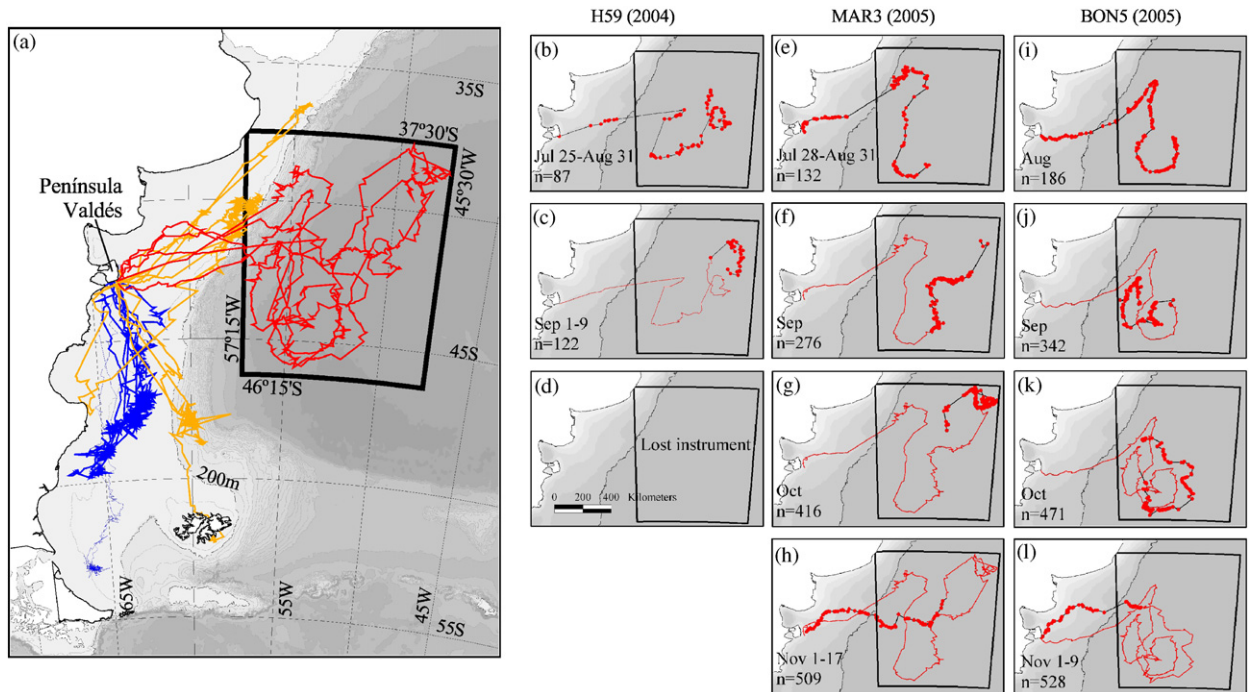 H59 (2004)
MAR3 (2005)
BON5 (2005)
(a)
35S
37º30'S
45º30'W
Península
Valdés
57º15'W
45S
46º15'S
200m
65W
55W
45W
55S
(b)
Jul 25-Aug 31
n=87
(e)
Jul 28-Aug 31
n=132
(i)
Aug
n=186
(c)
Sep 1-9
n=122
(f)
Sep
n=276
(j)
Sep
n=342
(d)
Lost instrument
0 200 400 Kilometers
(g)
Oct
n=416
(k)
Oct
n=471
(h)
Nov 1-17
n=509
(l)
Nov 1-9
n=528